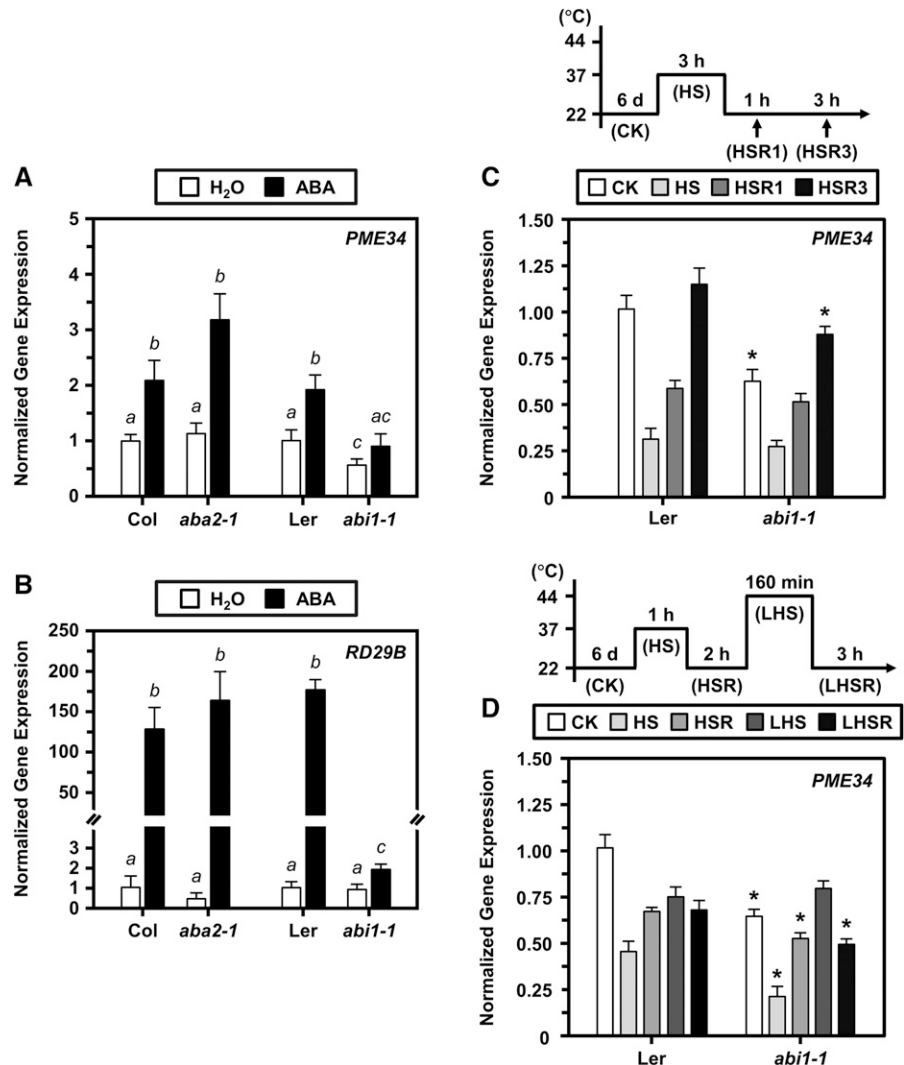 A
H₂O ABA
PME34
Normalized Gene Expression
5
4
3
2
1
0
a b a b a b c ac
Col aba2-1 Ler abi1-1
B
H₂O ABA
RD29B
Normalized Gene Expression
250
200
150
100
50
3
2
1
0
a b a b a b a c
Col aba2-1 Ler abi1-1
(°C)
44
37
22
3 h
(HS)
6 d
(CK)
1 h
(HSR1)
3 h
(HSR3)
C
CK HS HSR1 HSR3
PME34
Normalized Gene Expression
1.50
1.25
1.00
0.75
0.50
0.25
0
* *
Ler abi1-1
(°C)
44
37
22
160 min
(LHS)
1 h
(HS)
6 d
(CK)
2 h
(HSR)
3 h
(LHSR)
D
CK HS HSR LHS LHSR
PME34
Normalized Gene Expression
1.50
1.25
1.00
0.75
0.50
0.25
0
* * * *
Ler abi1-1